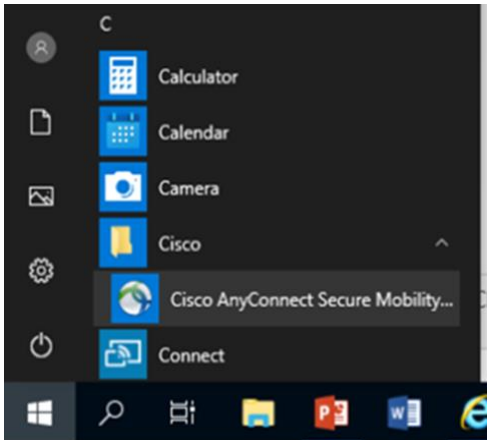 C
Calculator
Calendar
Camera
Cisco
Cisco AnyConnect Secure Mobility...
Connect